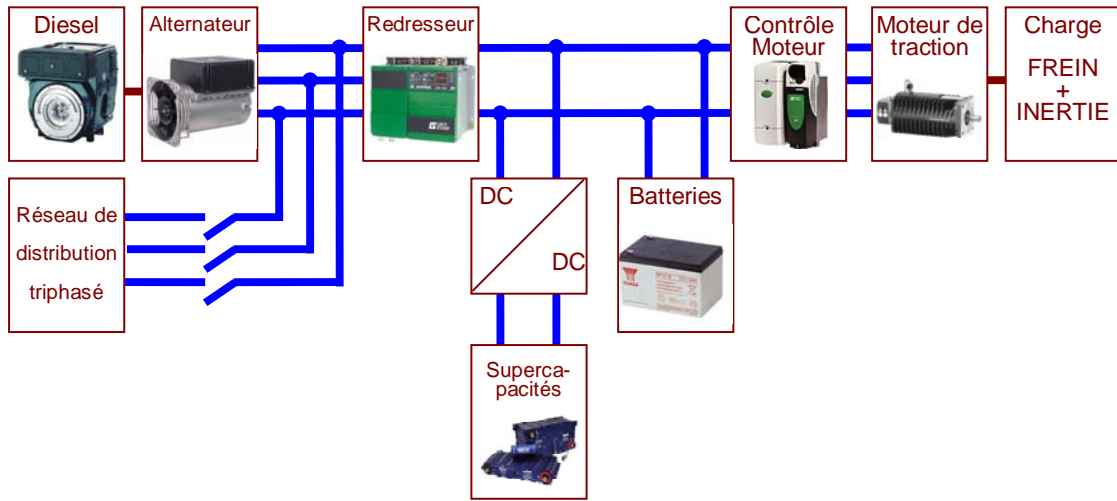 Diesel
Alternateur
Redresseur
Contrôle
Moteur
Moteur de
traction
Charge
FREIN
+
INERTIE
Réseau de
distribution
triphasé
DC
DC
Batteries
Superca-
pacités